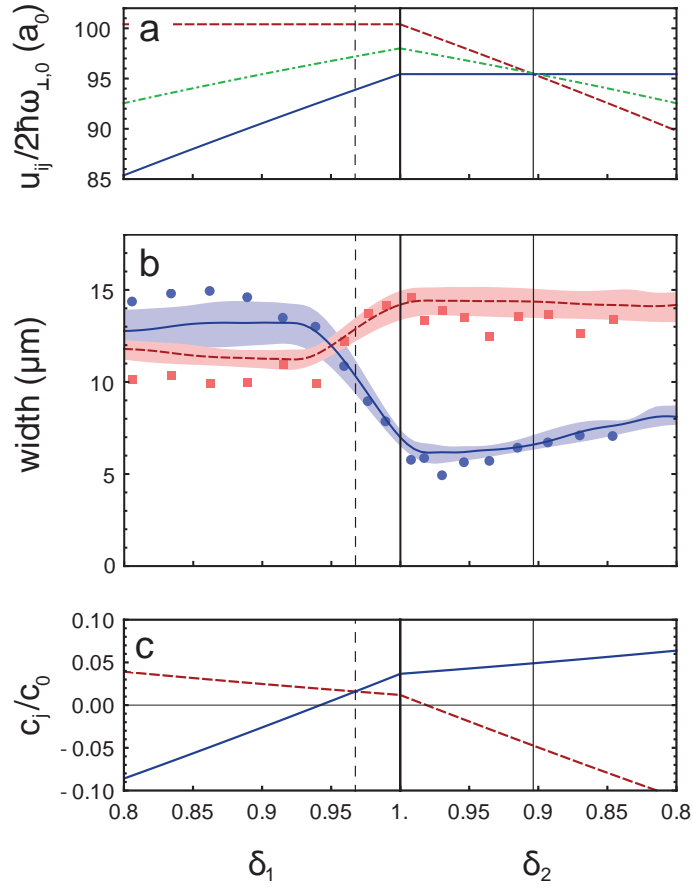 a
u_ij/2ħω_⊥,0 (a_0)
100
95
90
85
b
width (μm)
15
10
5
0
c
c_j/c_0
0.10
0.05
0.00
- 0.05
- 0.10
0.8 0.85 0.9 0.95 1. 0.95 0.9 0.85 0.8
δ_1 δ_2